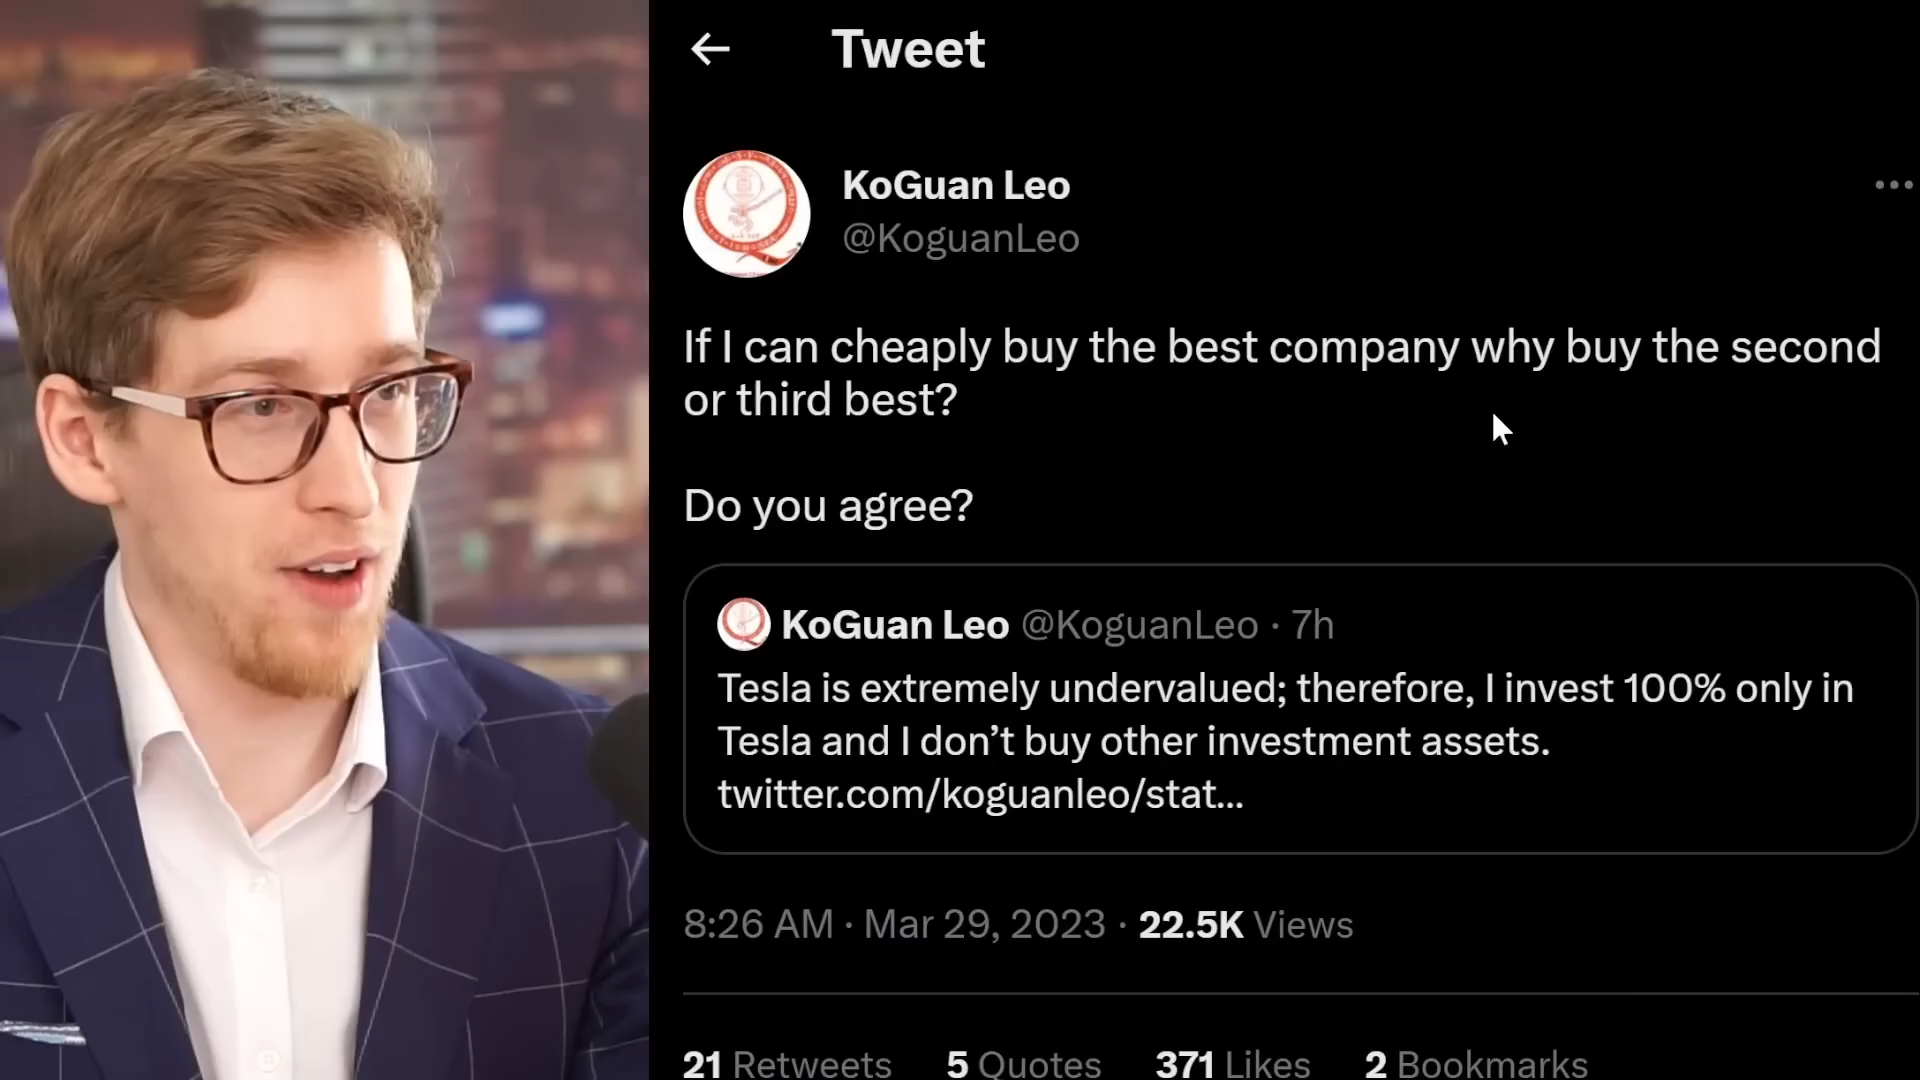 Tweet
KoGuan Leo
@KoguanLeo
If I can cheaply buy the best company why buy the second
or third best?
Do you agree?
KoGuan Leo @KoguanLeo · 7h
Tesla is extremely undervalued; therefore, I invest 100% only in
Tesla and I don’t buy other investment assets.
twitter.com/koguanleo/stat...
8:26 AM · Mar 29, 2023 · 22.5K Views
21 Retweets 5 Quotes 371 Likes 2 Bookmarks